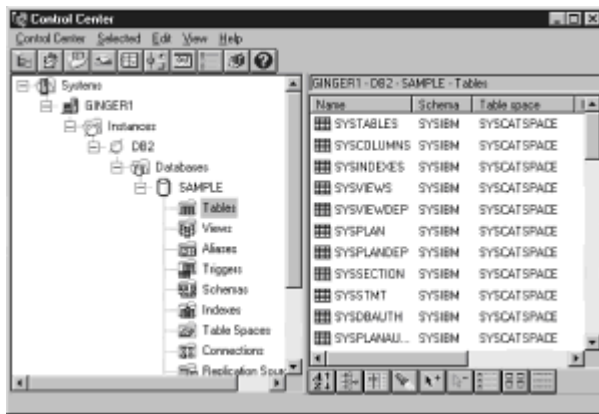 Control Center
Control Center Selected Edit View Help
Systems
GINGER1
Instances
DB2
Databases
SAMPLE
Tables
Views
Aliases
Triggers
Schemas
Indexes
Table Spaces
Connections
Replication Sour
GINGER1 - DB2 - SAMPLE - Tables
Name Schema Table space
SYSTABLES SYSIBM SYSCATSPACE
SYSCOLUMNS SYSIBM SYSCATSPACE
SYSINDEXES SYSIBM SYSCATSPACE
SYSVIEWS SYSIBM SYSCATSPACE
SYSVIEWDEP SYSIBM SYSCATSPACE
SYSPLAN SYSIBM SYSCATSPACE
SYSPLANDEP SYSIBM SYSCATSPACE
SYSSECTION SYSIBM SYSCATSPACE
SYSSTMT SYSIBM SYSCATSPACE
SYSDBAUTH SYSIBM SYSCATSPACE
SYSPLANAU... SYSIBM SYSCATSPACE